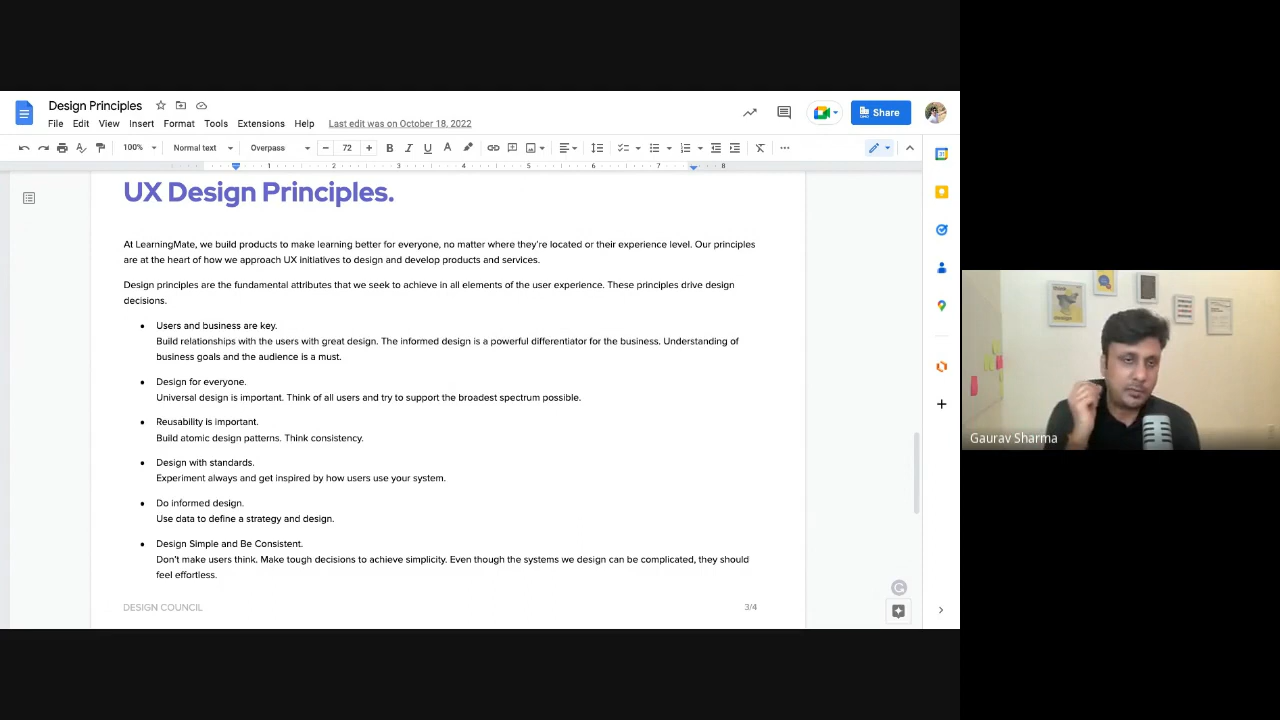 Design Principles
File Edit View Insert Format Tools Extensions Help Last edit was on October 18, 2022
Share
100% Normal text Overpass 72
1 2 3 4 5 6 7 8
UX Design Principles.
At LearningMate, we build products to make learning better for everyone, no matter where they're located or their experience level. Our principles
are at the heart of how we approach UX initiatives to design and develop products and services.
Design principles are the fundamental attributes that we seek to achieve in all elements of the user experience. These principles drive design
decisions.
Users and business are key.
Build relationships with the users with great design. The informed design is a powerful differentiator for the business. Understanding of
business goals and the audience is a must.
Design for everyone.
Universal design is important. Think of all users and try to support the broadest spectrum possible.
Reusability is important.
Build atomic design patterns. Think consistency.
Design with standards.
Experiment always and get inspired by how users use your system.
Do informed design.
Use data to define a strategy and design.
Design Simple and Be Consistent.
Don't make users think. Make tough decisions to achieve simplicity. Even though the systems we design can be complicated, they should
feel effortless.
DESIGN COUNCIL 3/4
Gaurav Sharma